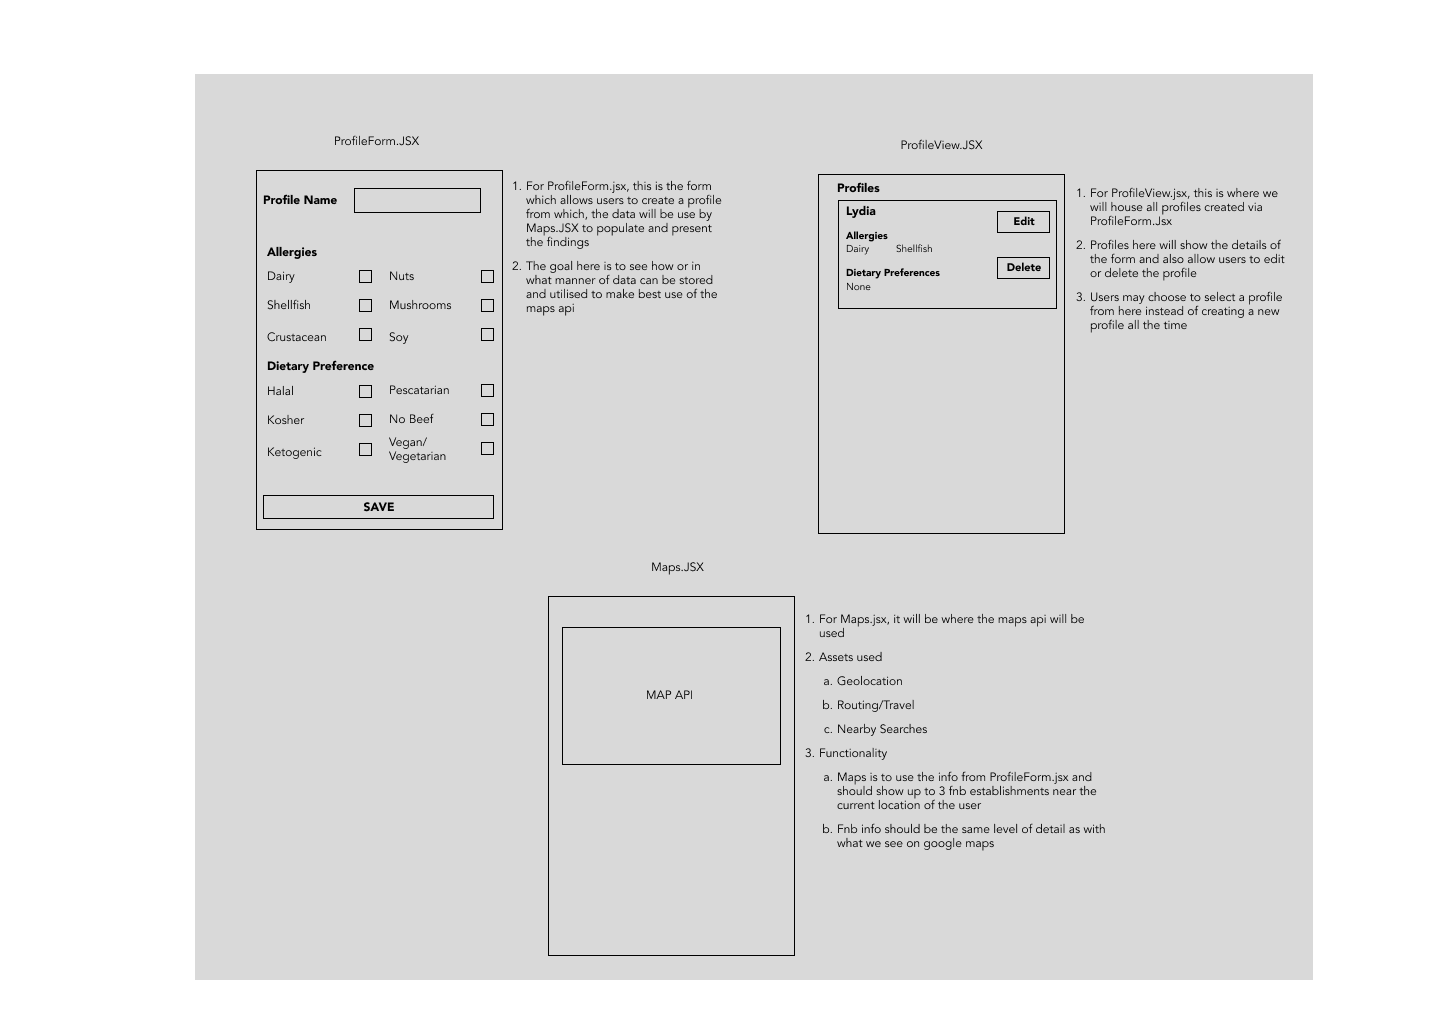 ProfileForm.JSX
Profile Name
Allergies
Dairy
Nuts
Shellfish
Mushrooms
Crustacean
Soy
Dietary Preference
Halal
Pescatarian
Kosher
No Beef
Ketogenic
Vegan/
Vegetarian
SAVE
1. For ProfileForm.jsx, this is the form
which allows users to create a profile
from which, the data will be use by
Maps.JSX to populate and present
the findings
2. The goal here is to see how or in
what manner of data can be stored
and utilised to make best use of the
maps api
ProfileView.JSX
Profiles
Lydia
Edit
Allergies
Dairy Shellfish
Delete
Dietary Preferences
None
1. For ProfileView.jsx, this is where we
will house all profiles created via
ProfileForm.Jsx
2. Profiles here will show the details of
the form and also allow users to edit
or delete the profile
3. Users may choose to select a profile
from here instead of creating a new
profile all the time
Maps.JSX
MAP API
1. For Maps.jsx, it will be where the maps api will be
used
2. Assets used
a. Geolocation
b. Routing/Travel
c. Nearby Searches
3. Functionality
a. Maps is to use the info from ProfileForm.jsx and
should show up to 3 fnb establishments near the
current location of the user
b. Fnb info should be the same level of detail as with
what we see on google maps